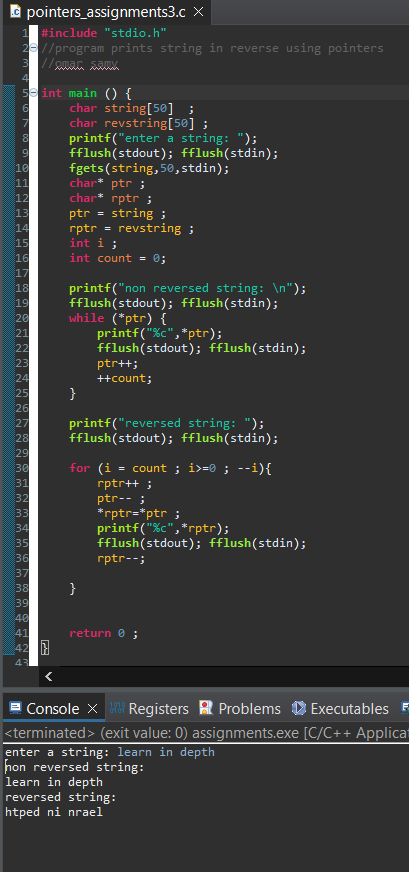 pointers_assignments3.c
1 #include "stdio.h"
2 //program prints string in reverse using pointers
3 //omar samy
4
5 int main () {
6 char string[50]  ;
7 char revstring[50] ;
8 printf("enter a string: ");
9 fflush(stdout); fflush(stdin);
10 fgets(string,50,stdin);
11 char* ptr ;
12 char* rptr ;
13 ptr = string ;
14 rptr = revstring ;
15 int i ;
16 int count = 0;
17
18 printf("non reversed string: \n");
19 fflush(stdout); fflush(stdin);
20 while (*ptr) {
21 printf("%c",*ptr);
22 fflush(stdout); fflush(stdin);
23 ptr++;
24 ++count;
25 }
26
27 printf("reversed string: ");
28 fflush(stdout); fflush(stdin);
29
30 for (i = count ; i>=0 ; --i){
31 rptr++ ;
32 ptr-- ;
33 *rptr=*ptr ;
34 printf("%c",*rptr);
35 fflush(stdout); fflush(stdin);
36 rptr--;
37
38 }
39
40
41 return 0 ;
42 }
43
Console Registers Problems Executables
<terminated> (exit value: 0) assignments.exe [C/C++ Applicat
enter a string: learn in depth
non reversed string:
learn in depth
reversed string:
htped ni nrael